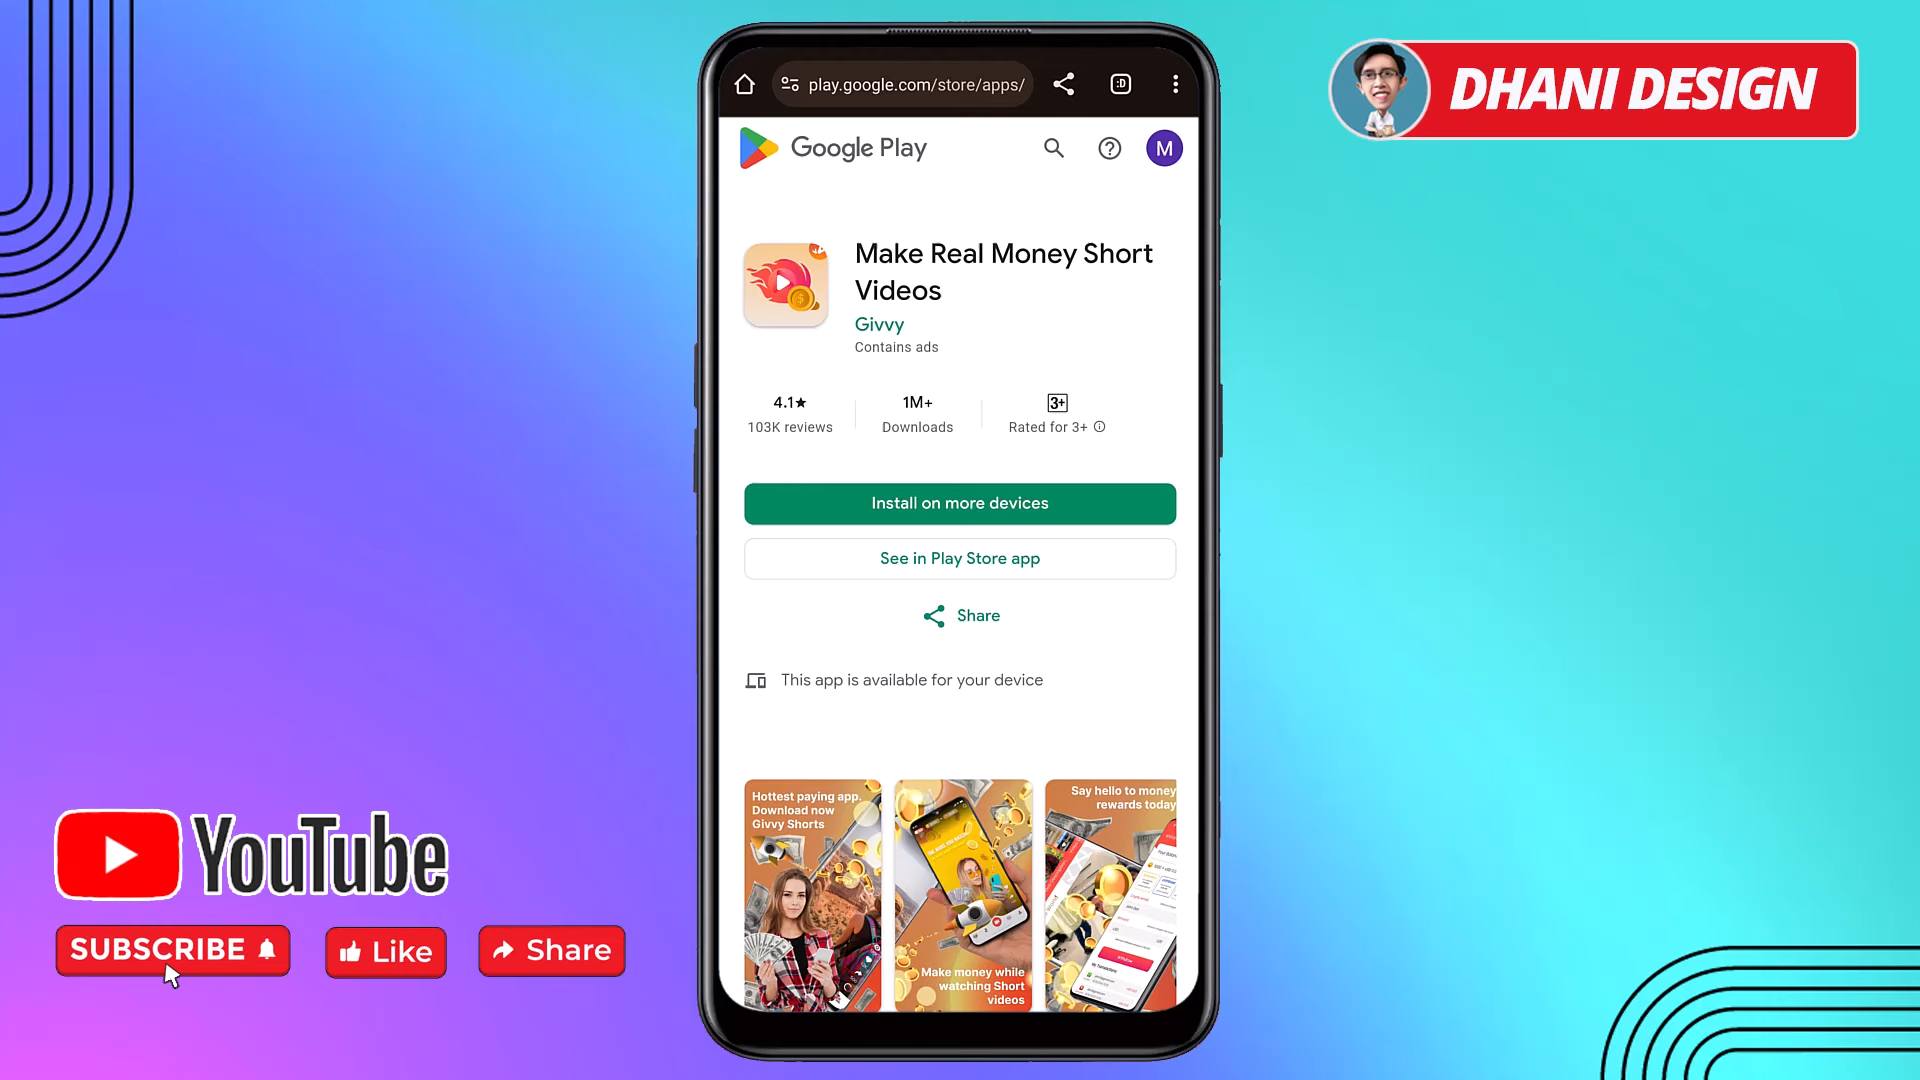 DHANI DESIGN
play.google.com/store/apps/
:D
Google Play
M
Make Real Money Short
Videos
Givvy
Contains ads
4.1★
103K reviews
1M+
Downloads
3+
Rated for 3+
Install on more devices
See in Play Store app
Share
This app is available for your device
Hottest paying app.
Download now
Givvy Shorts
Make money while
watching Short
videos
Say hello to money
rewards today
YouTube
SUBSCRIBE
Like
Share